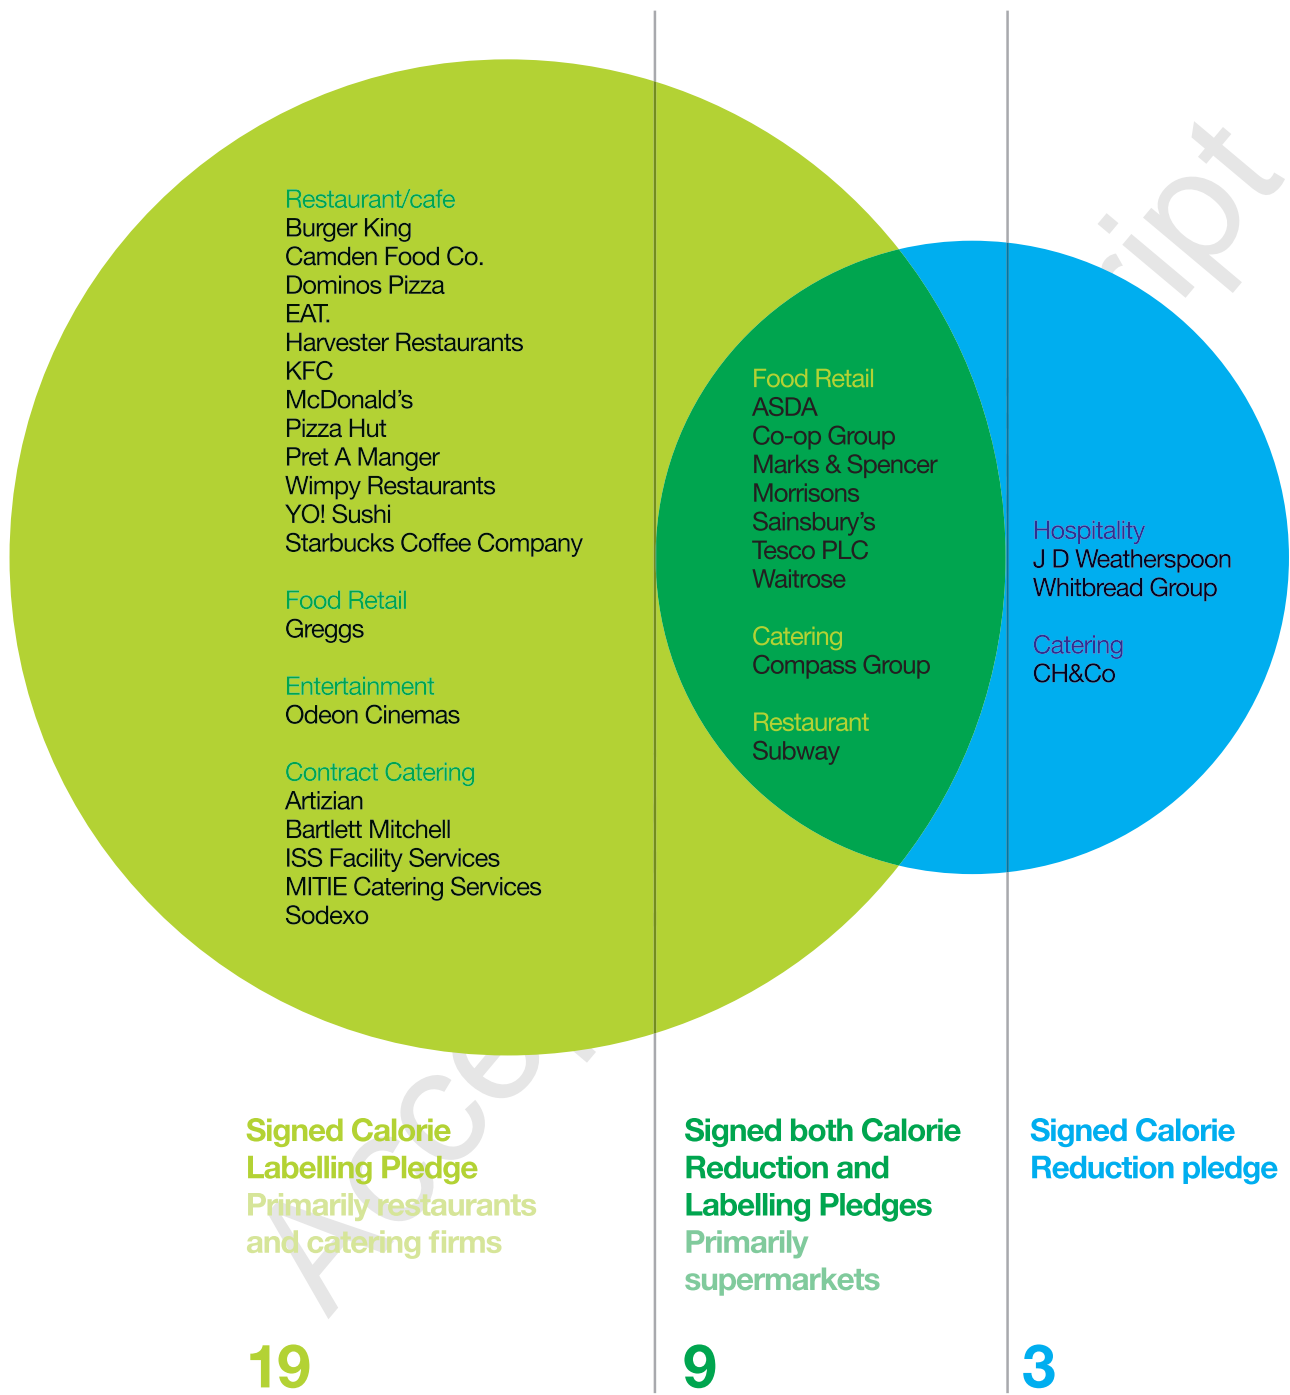 Restaurant/cafe
Burger King
Camden Food Co.
Dominos Pizza
EAT.
Harvester Restaurants
KFC
McDonald’s
Pizza Hut
Pret A Manger
Wimpy Restaurants
YO! Sushi
Starbucks Coffee Company
Food Retail
Greggs
Entertainment
Odeon Cinemas
Contract Catering
Artizian
Bartlett Mitchell
ISS Facility Services
MITIE Catering Services
Sodexo
Food Retail
ASDA
Co-op Group
Marks & Spencer
Morrisons
Sainsbury’s
Tesco PLC
Waitrose
Catering
Compass Group
Restaurant
Subway
Hospitality
J D Weatherspoon
Whitbread Group
Catering
CH&Co
Signed Calorie
Labelling Pledge
Primarily restaurants
and catering firms
19
Signed both Calorie
Reduction and
Labelling Pledges
Primarily
supermarkets
9
Signed Calorie
Reduction pledge
3